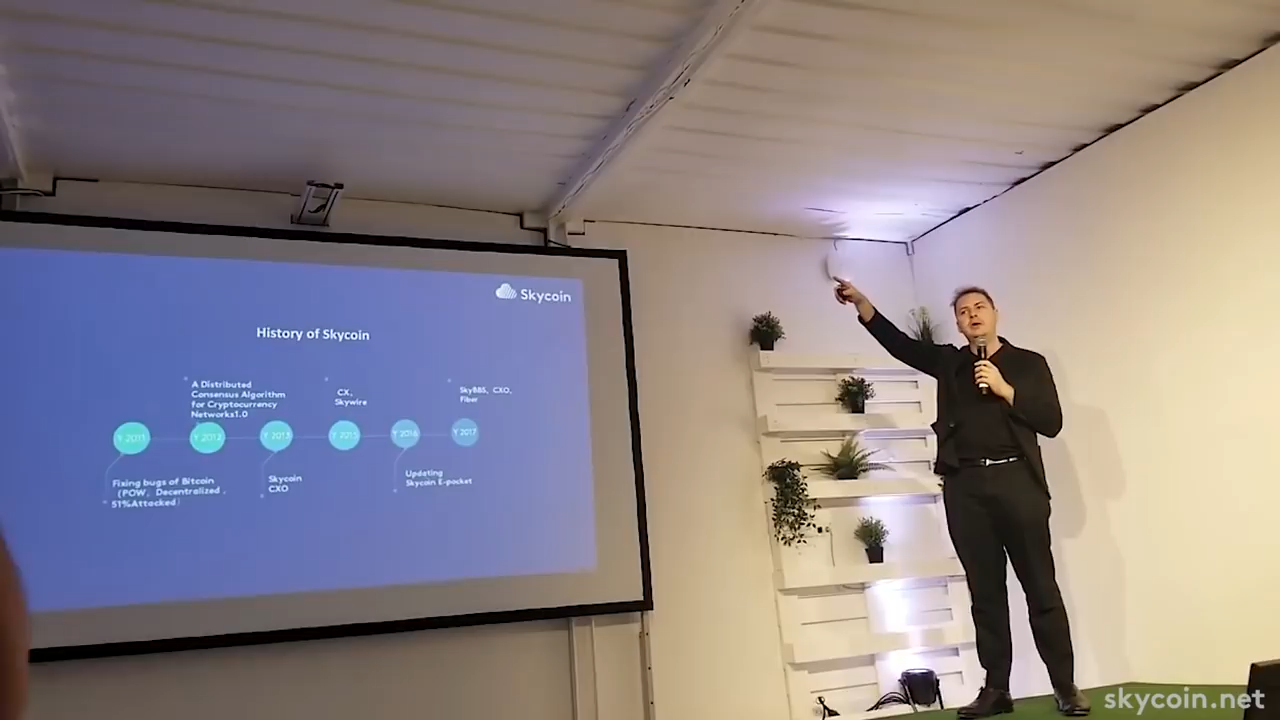 Skycoin
History of Skycoin
A Distributed
Consensus Algorithm
for Cryptocurrency
Networks1.0
CX、
Skywire
SkyBBS、CXO、
Fiber
Y 2011
Y 2012
Y 2013
Y 2015
Y 2016
Y 2017
Fixing bugs of Bitcoin
(POW、Decentralized、
51%Attacked)
Skycoin
CXO
Updating
Skycoin E-pocket
skycoin.net